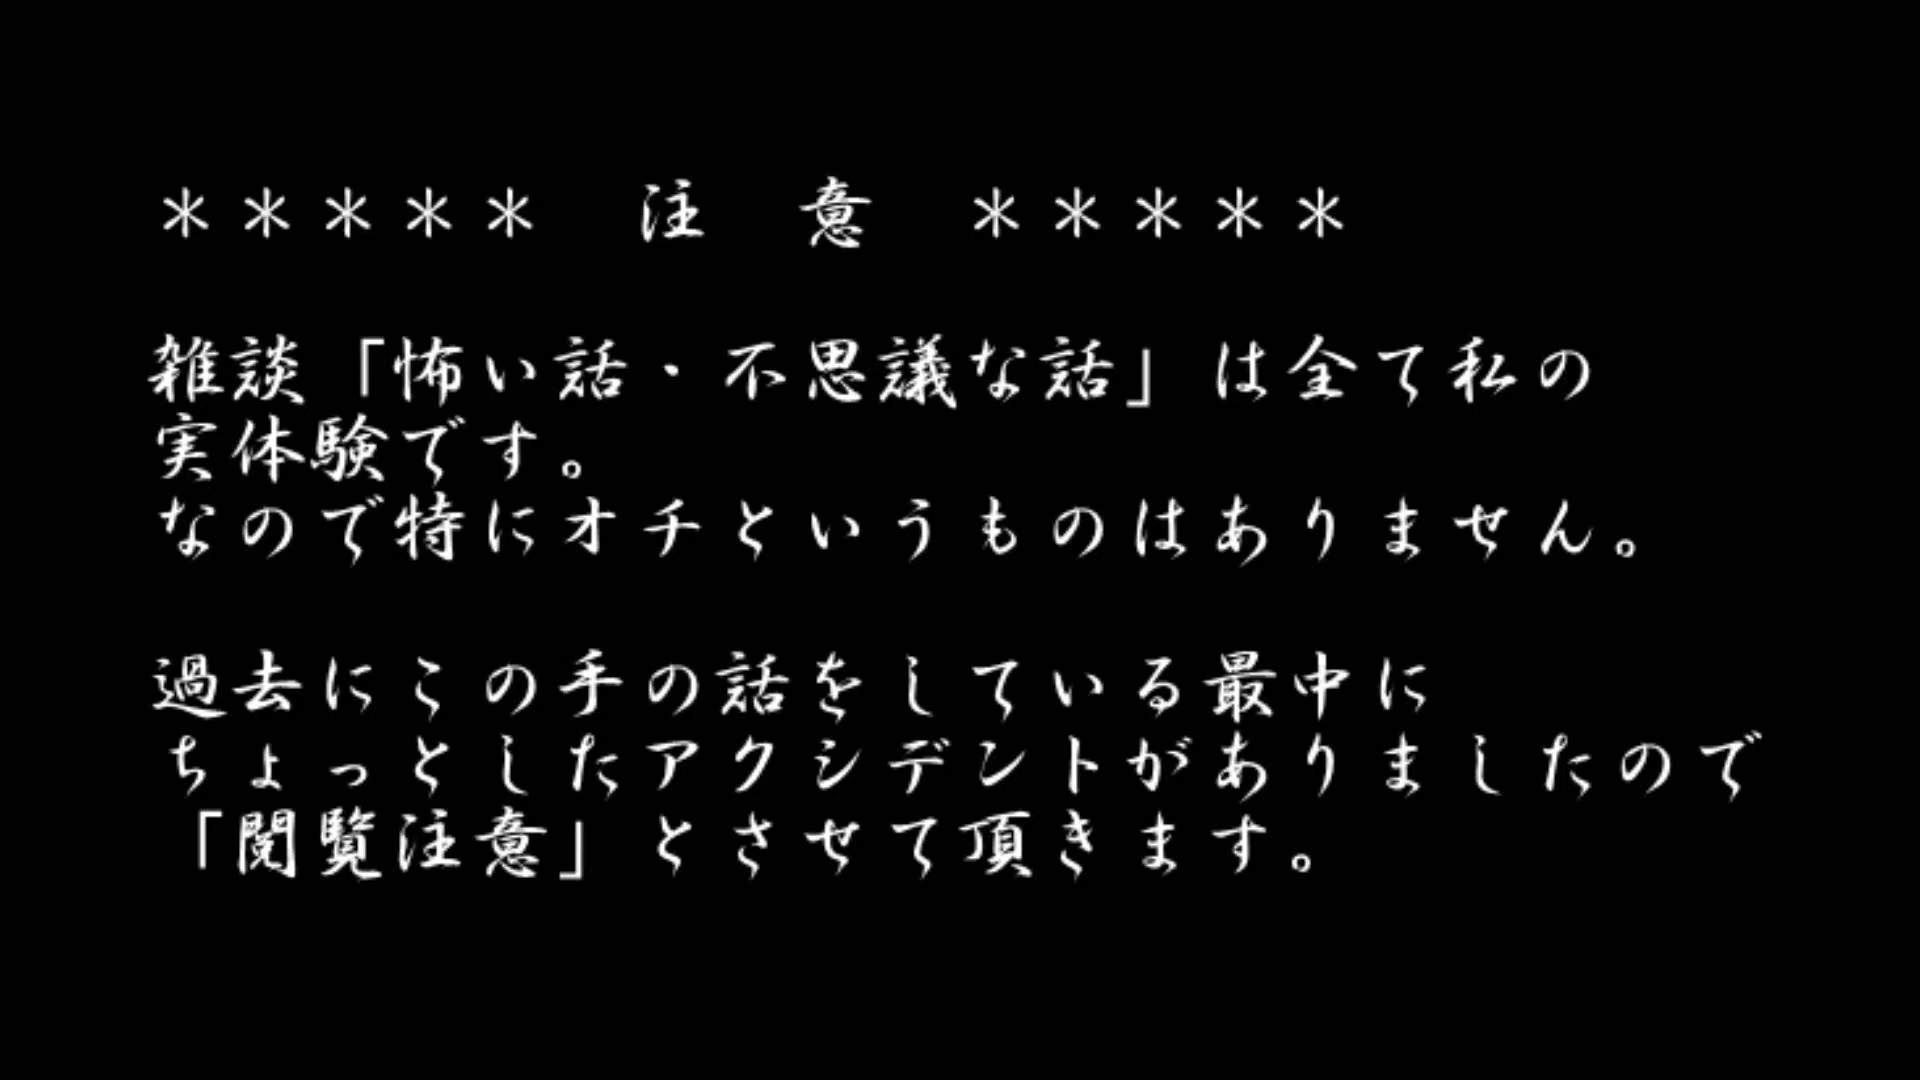 ＊＊＊＊＊　注　意　＊＊＊＊＊
雑談「怖い話・不思議な話」は全て私の
実体験です。
なので特にオチというものはありません。
過去にこの手の話をしている最中に
ちょっとしたアクシデントがありましたので
「閲覧注意」とさせて頂きます。